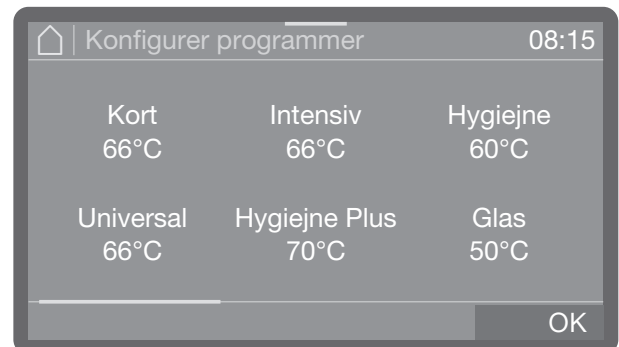 Konfigurer programmer 08:15
Kort Intensiv Hygiejne
66°C 66°C 60°C
Universal Hygiejne Plus Glas
66°C 70°C 50°C
OK